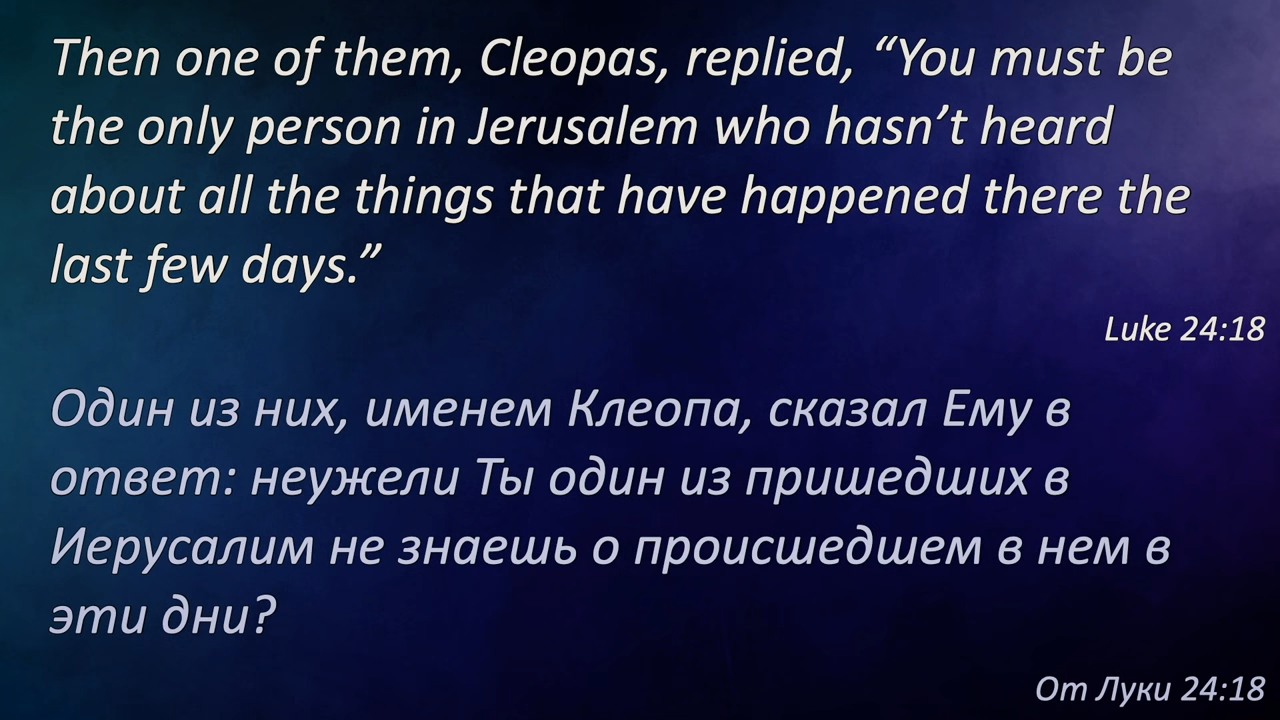 Then one of them, Cleopas, replied, “You must be
the only person in Jerusalem who hasn’t heard
about all the things that have happened there the
last few days.”
Luke 24:18
Один из них, именем Клеопа, сказал Ему в
ответ: неужели Ты один из пришедших в
Иерусалим не знаешь о происшедшем в нем в
эти дни?
От Луки 24:18